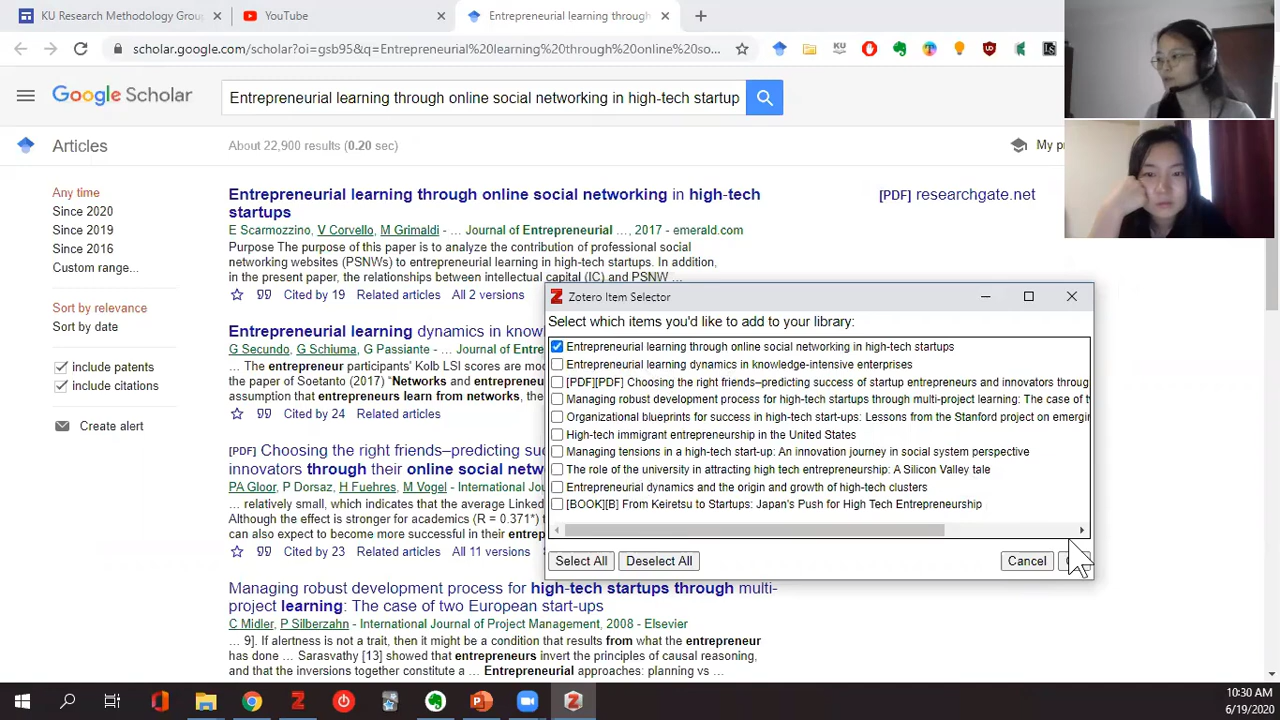 KU Research Methodology Grou
YouTube
Entrepreneurial learning through
scholar.google.com/scholar?oi=gsb95&q=Entrepreneurial%20learning%20through%20online%20so...
Google Scholar
Entrepreneurial learning through online social networking in high-tech startup
Articles
About 22,900 results (0.20 sec)
My p
Any time
Since 2020
Since 2019
Since 2016
Custom range...
Sort by relevance
Sort by date
include patents
include citations
Create alert
Entrepreneurial learning through online social networking in high-tech
startups
[PDF] researchgate.net
E Scarmozzino, V Corvello, M Grimaldi - ... Journal of Entrepreneurial ..., 2017 - emerald.com
Purpose The purpose of this paper is to analyze the contribution of professional social
networking websites (PSNWs) to entrepreneurial learning in high-tech startups. In addition,
in the present paper, the relationships between intellectual capital (IC) and PSNW ...
Cited by 19 Related articles All 2 versions
Entrepreneurial learning dynamics in know
G Secundo, G Schiuma, G Passiante - Journal
... the entrepreneur participants' Kolb LSI scores are mod
the paper of Soetanto (2017) "Networks and entrepreneu
assumption that entrepreneurs learn from networks, the
Cited by 24 Related articles
[PDF] Choosing the right friends–predicting suc
innovators through their online social netw
PA Gloor, P Dorsaz, H Fuehres, M Vogel - International Jo
... relatively small, which indicates that the average Linked
Although the effect is stronger for academics (R = 0.371*) t
can also expect to become more successful in their entrep
Cited by 23 Related articles All 11 versions
Managing robust development process for high-tech startups through multi-
project learning: The case of two European start-ups
C Midler, P Silberzahn - International Journal of Project Management, 2008 - Elsevier
... 9]. If alertness is not a trait, then it might be a condition that results from what the entrepreneur
has done ... Sarasvathy [13] showed that entrepreneurs invert the principles of causal reasoning,
and that the inventions together constitute a ... Entrepreneurial approaches: planning vs ...
Zotero Item Selector
Select which items you'd like to add to your library:
Entrepreneurial learning through online social networking in high-tech startups
Entrepreneurial learning dynamics in knowledge-intensive enterprises
[PDF][PDF] Choosing the right friends–predicting success of startup entrepreneurs and innovators throug
Managing robust development process for high-tech startups through multi-project learning: The case of t
Organizational blueprints for success in high-tech start-ups: Lessons from the Stanford project on emergin
High-tech immigrant entrepreneurship in the United States
Managing tensions in a high-tech start-up: An innovation journey in social system perspective
The role of the university in attracting high tech entrepreneurship: A Silicon Valley tale
Entrepreneurial dynamics and the origin and growth of high-tech clusters
[BOOK][B] From Keiretsu to Startups: Japan's Push for High Tech Entrepreneurship
Select All
Deselect All
Cancel
10:30 AM
6/19/2020